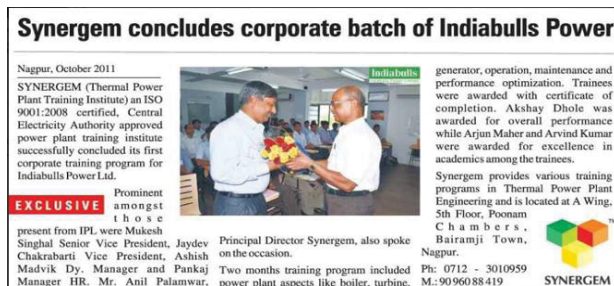 Synergem concludes corporate batch of Indiabulls Power
Nagpur, October 2011
SYNERGEM (Thermal Power
Plant Training Institute) an ISO
9001:2008 certified, Central
Electricity Authority approved
power plant training institute
successfully concluded its first
corporate training program for
Indiabulls Power Ltd.
EXCLUSIVE
Prominent
amongst
those
present from IPL were Mukesh
Singhal Senior Vice President, Jaydev
Chakrabarti Vice President, Ashish
Madvik Dy. Manager and Pankaj
Manager HR. Mr. Anil Palamwar,
Indiabulls
Principal Director Synergem, also spoke
on the occasion.
Two months training program included
power plant aspects like boiler, turbine,
generator, operation, maintenance and
performance optimization. Trainees
were awarded with certificate of
completion. Akshay Dhole was
awarded for overall performance
while Arjun Maher and Arvind Kumar
were awarded for excellence in
academics among the trainees.
Synergem provides various training
programs in Thermal Power Plant
Engineering and is located at A Wing,
5th Floor, Poonam
Chambers,
Bairamji Town,
Nagpur.
Ph: 0712 - 3010959
M.: 90960 88 419
TM
SYNERGEM